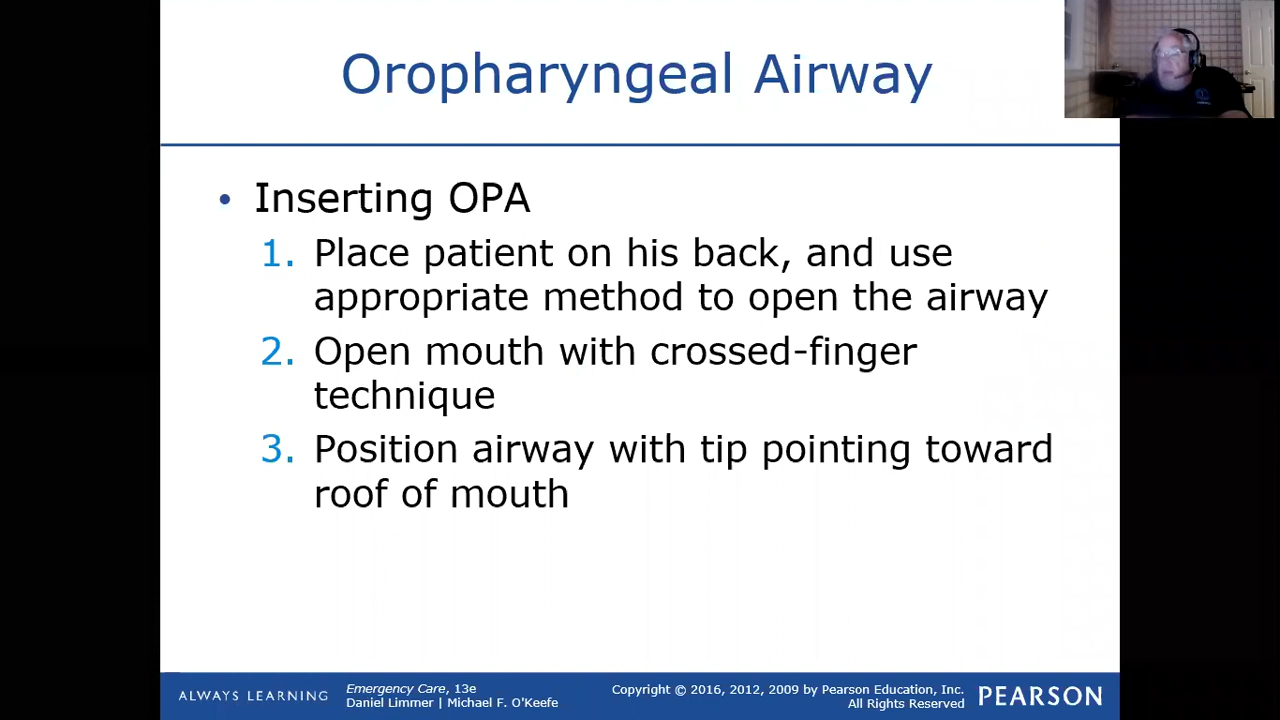 Oropharyngeal Airway
• Inserting OPA
1. Place patient on his back, and use
appropriate method to open the airway
2. Open mouth with crossed-finger
technique
3. Position airway with tip pointing toward
roof of mouth
ALWAYS LEARNING
Emergency Care, 13e
Daniel Limmer | Michael F. O'Keefe
Copyright © 2016, 2012, 2009 by Pearson Education, Inc.
All Rights Reserved
PEARSON